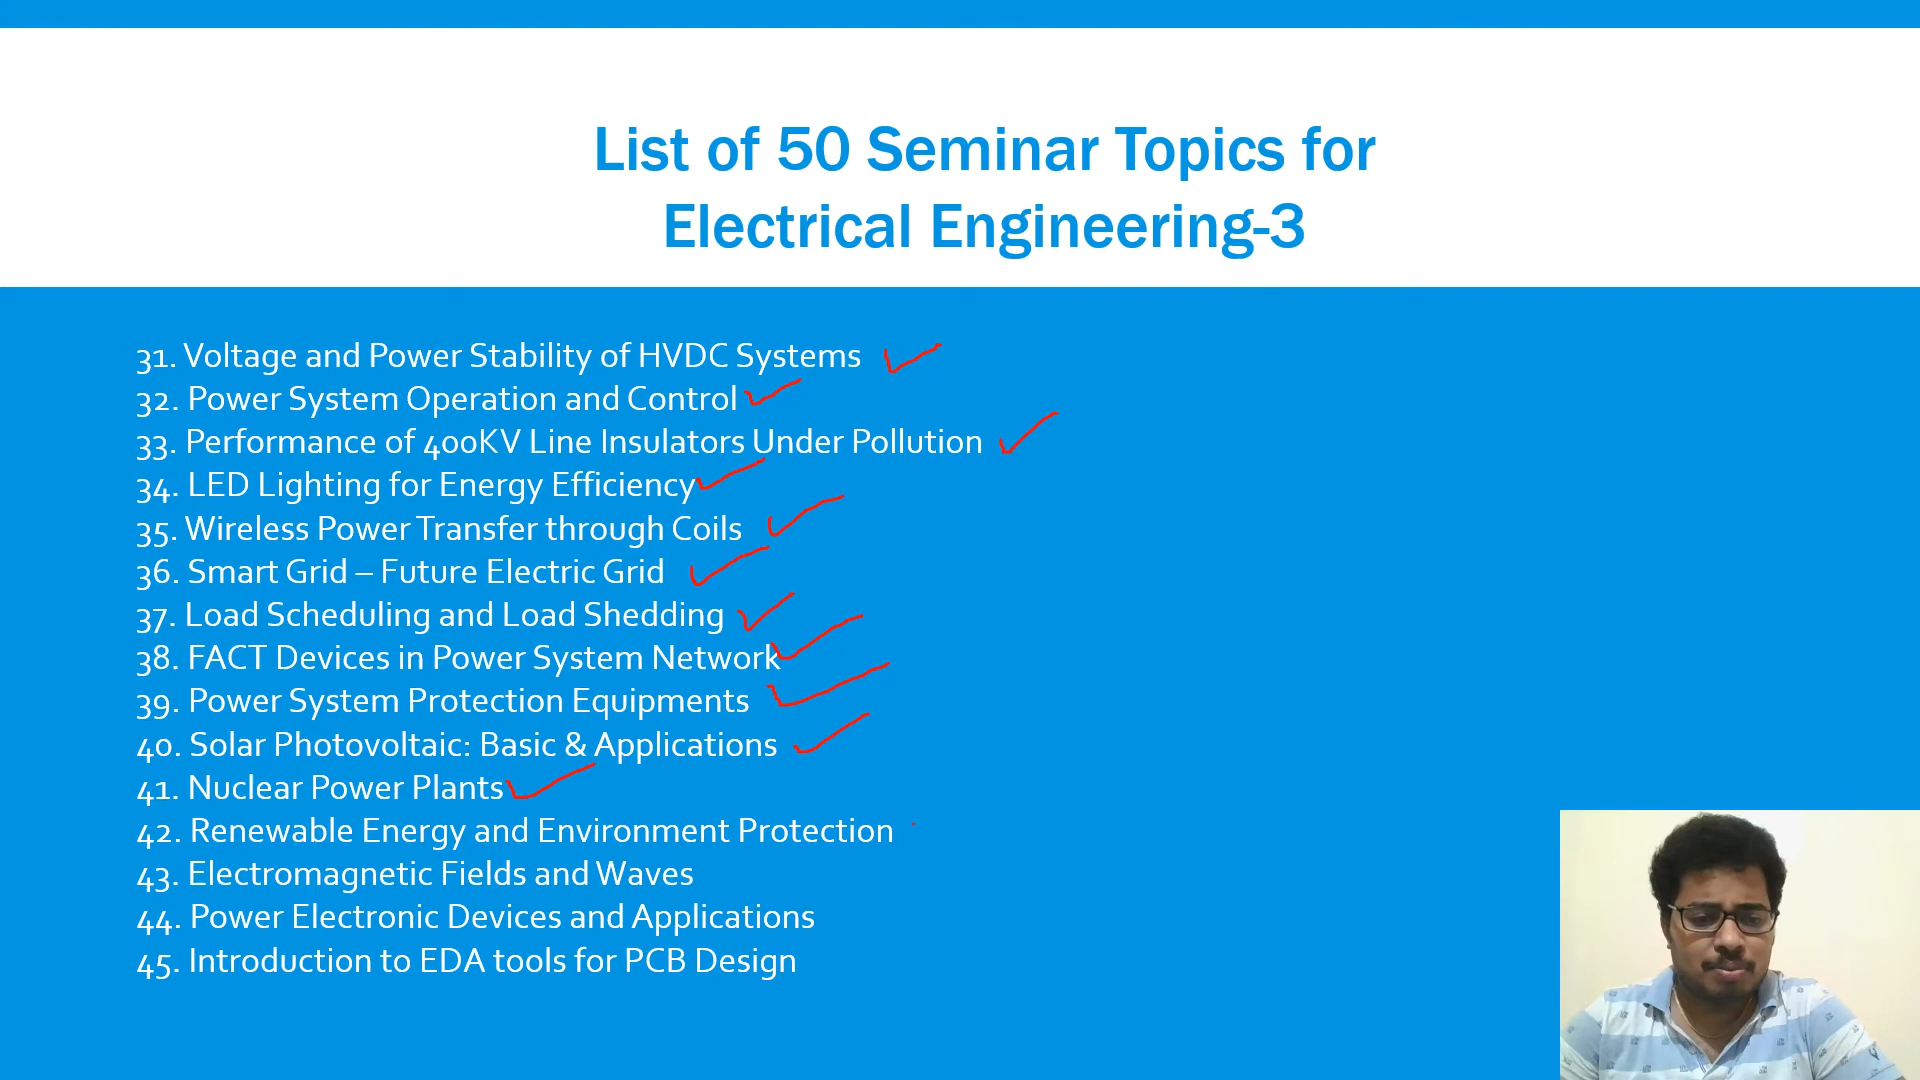 List of 50 Seminar Topics for
Electrical Engineering-3
31. Voltage and Power Stability of HVDC Systems
32. Power System Operation and Control
33. Performance of 400KV Line Insulators Under Pollution
34. LED Lighting for Energy Efficiency
35. Wireless Power Transfer through Coils
36. Smart Grid – Future Electric Grid
37. Load Scheduling and Load Shedding
38. FACT Devices in Power System Network
39. Power System Protection Equipments
40. Solar Photovoltaic: Basic & Applications
41. Nuclear Power Plants
42. Renewable Energy and Environment Protection
43. Electromagnetic Fields and Waves
44. Power Electronic Devices and Applications
45. Introduction to EDA tools for PCB Design